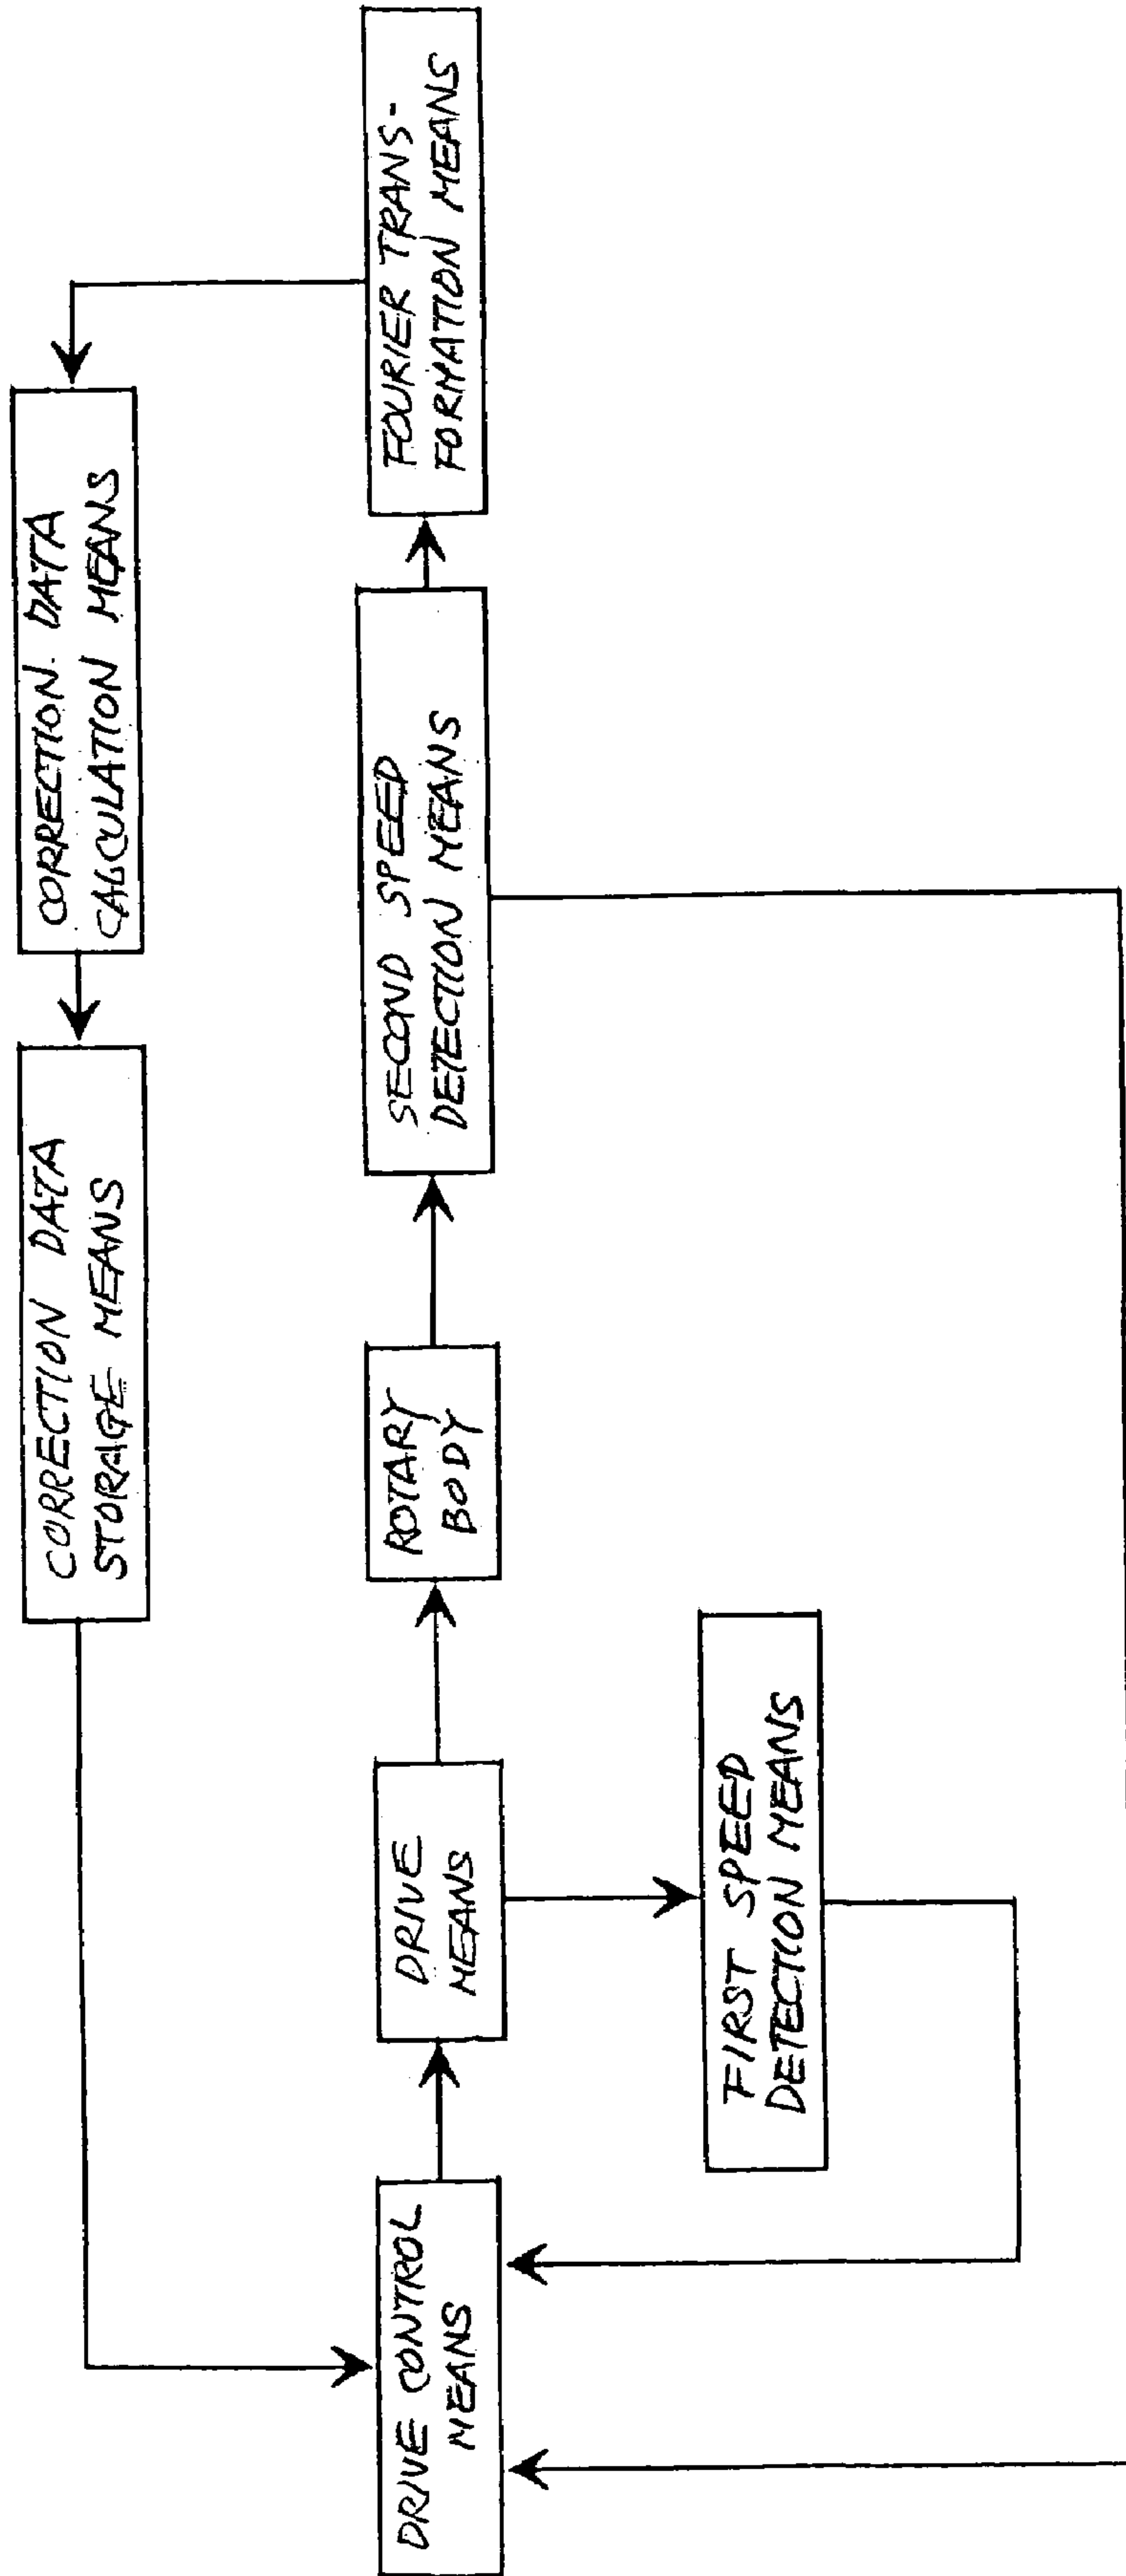 CORRECTION DATA
STORAGE MEANS
CORRECTION DATA
CALCULATION MEANS
DRIVE CONTROL
MEANS
DRIVE
MEANS
ROTARY
BODY
SECOND SPEED
DETECTION MEANS
FOURIER TRANS-
FORMATION MEANS
FIRST SPEED
DETECTION MEANS